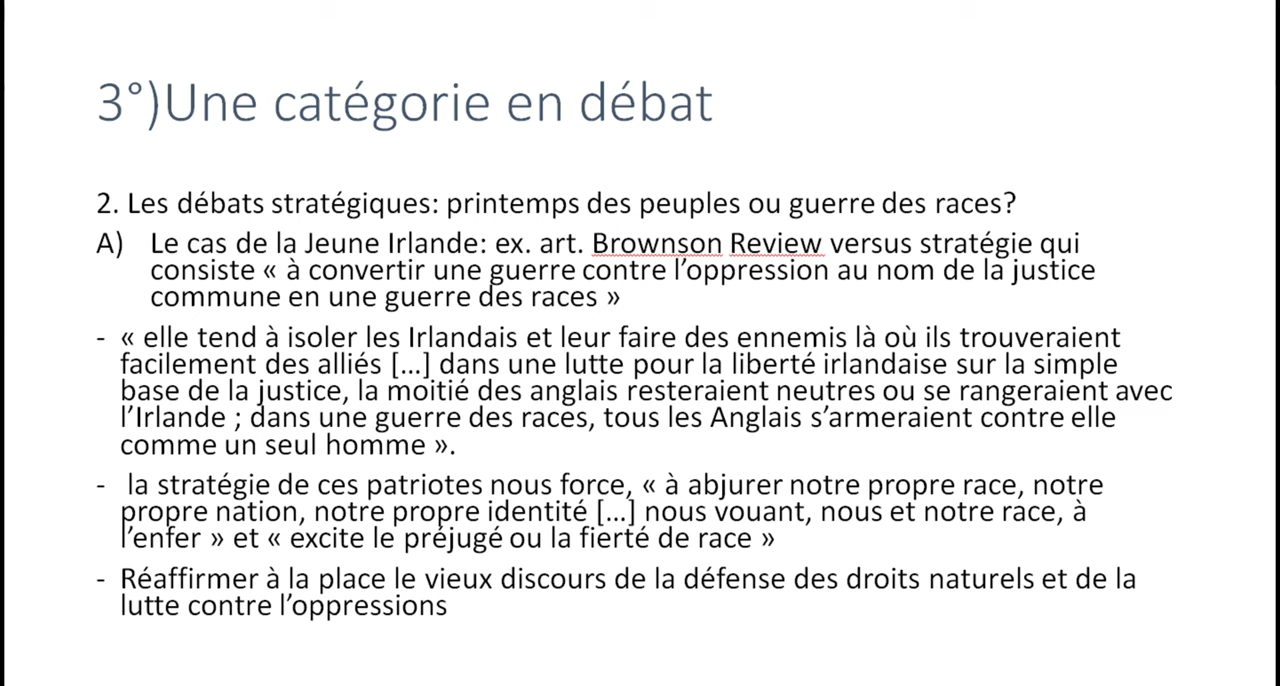 3°)Une catégorie en débat
2. Les débats stratégiques: printemps des peuples ou guerre des races?
A) Le cas de la Jeune Irlande: ex. art. Brownson Review versus stratégie qui
consiste « à convertir une guerre contre l’oppression au nom de la justice
commune en une guerre des races »
- « elle tend à isoler les Irlandais et leur faire des ennemis là où ils trouveraient
facilement des alliés [...] dans une lutte pour la liberté irlandaise sur la simple
base de la justice, la moitié des anglais resteraient neutres ou se rangeraient avec
l’Irlande ; dans une guerre des races, tous les Anglais s’armeraient contre elle
comme un seul homme ».
- la stratégie de ces patriotes nous force, « à abjurer notre propre race, notre
propre nation, notre propre identité [...] nous vouant, nous et notre race, à
l’enfer » et « excite le préjugé ou la fierté de race »
- Réaffirmer à la place le vieux discours de la défense des droits naturels et de la
lutte contre l’oppressions